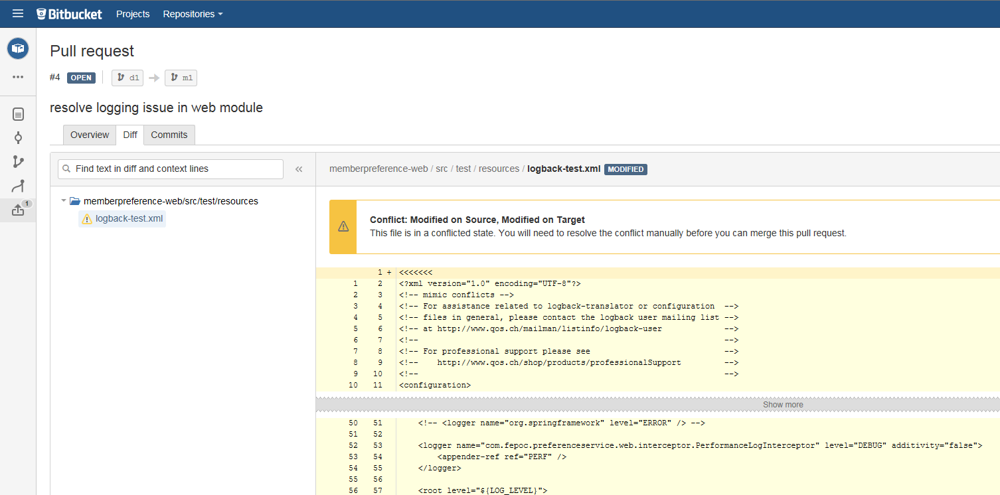 Bitbucket Projects Repositories
Pull request
#4 OPEN d1 m1
resolve logging issue in web module
Overview Diff Commits
Find text in diff and context lines «
memberpreference-web / src / test / resources / logback-test.xml MODIFIED
memberpreference-web/src/test/resources
logback-test.xml
1
Conflict: Modified on Source, Modified on Target
This file is in a conflicted state. You will need to resolve the conflict manually before you can merge this pull request.
1 + <<<<<<<
1 2 <?xml version="1.0" encoding="UTF-8"?>
2 3 <!-- mimic conflicts -->
3 4 <!-- For assistance related to logback-translator or configuration  -->
4 5 <!-- files in general, please contact the logback user mailing list -->
5 6 <!-- at http://www.qos.ch/mailman/listinfo/logback-user             -->
6 7 <!--                                                                -->
7 8 <!-- For professional support please see                            -->
8 9 <!--    http://www.qos.ch/shop/products/professionalSupport         -->
9 10 <!--                                                                -->
10 11 <configuration>
Show more
50 51 <!-- <logger name="org.springframework" level="ERROR" /> -->
51 52
52 53 <logger name="com.fepoc.preferenceservice.web.interceptor.PerformanceLogInterceptor" level="DEBUG" additivity="false">
53 54 <appender-ref ref="PERF" />
54 55 </logger>
55 56
56 57 <root level="${LOG_LEVEL}">